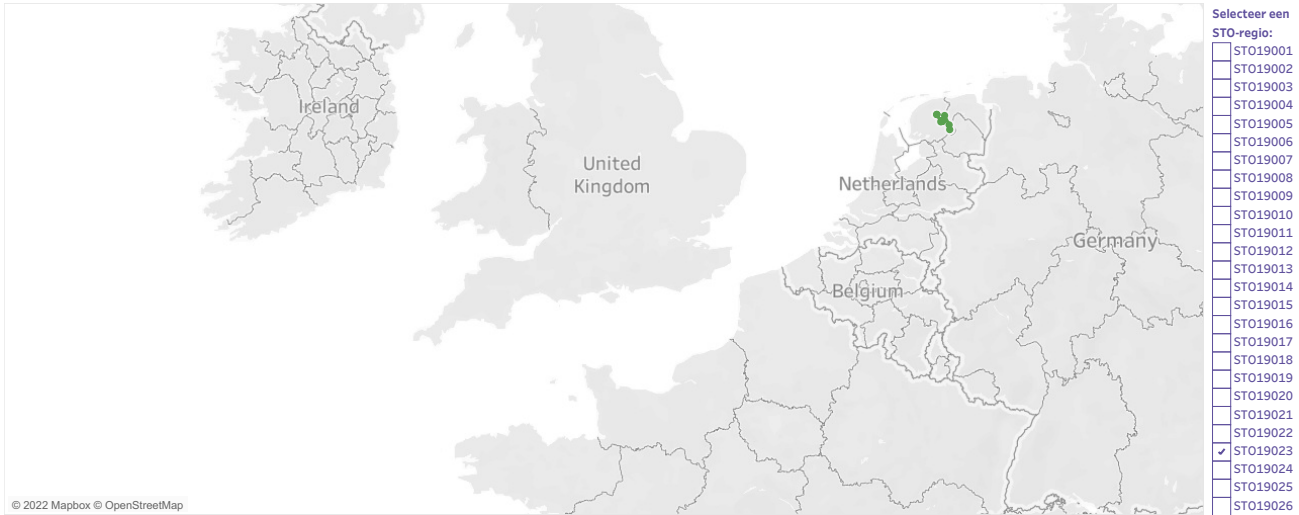 Ireland
United
Kingdom
Netherlands
Germany
Belgium
© 2022 Mapbox © OpenStreetMap
Selecteer een
STO-regio:
STO19001
STO19002
STO19003
STO19004
STO19005
STO19006
STO19007
STO19008
STO19009
STO19010
STO19011
STO19012
STO19013
STO19014
STO19015
STO19016
STO19017
STO19018
STO19019
STO19020
STO19021
STO19022
STO19023
STO19024
STO19025
STO19026